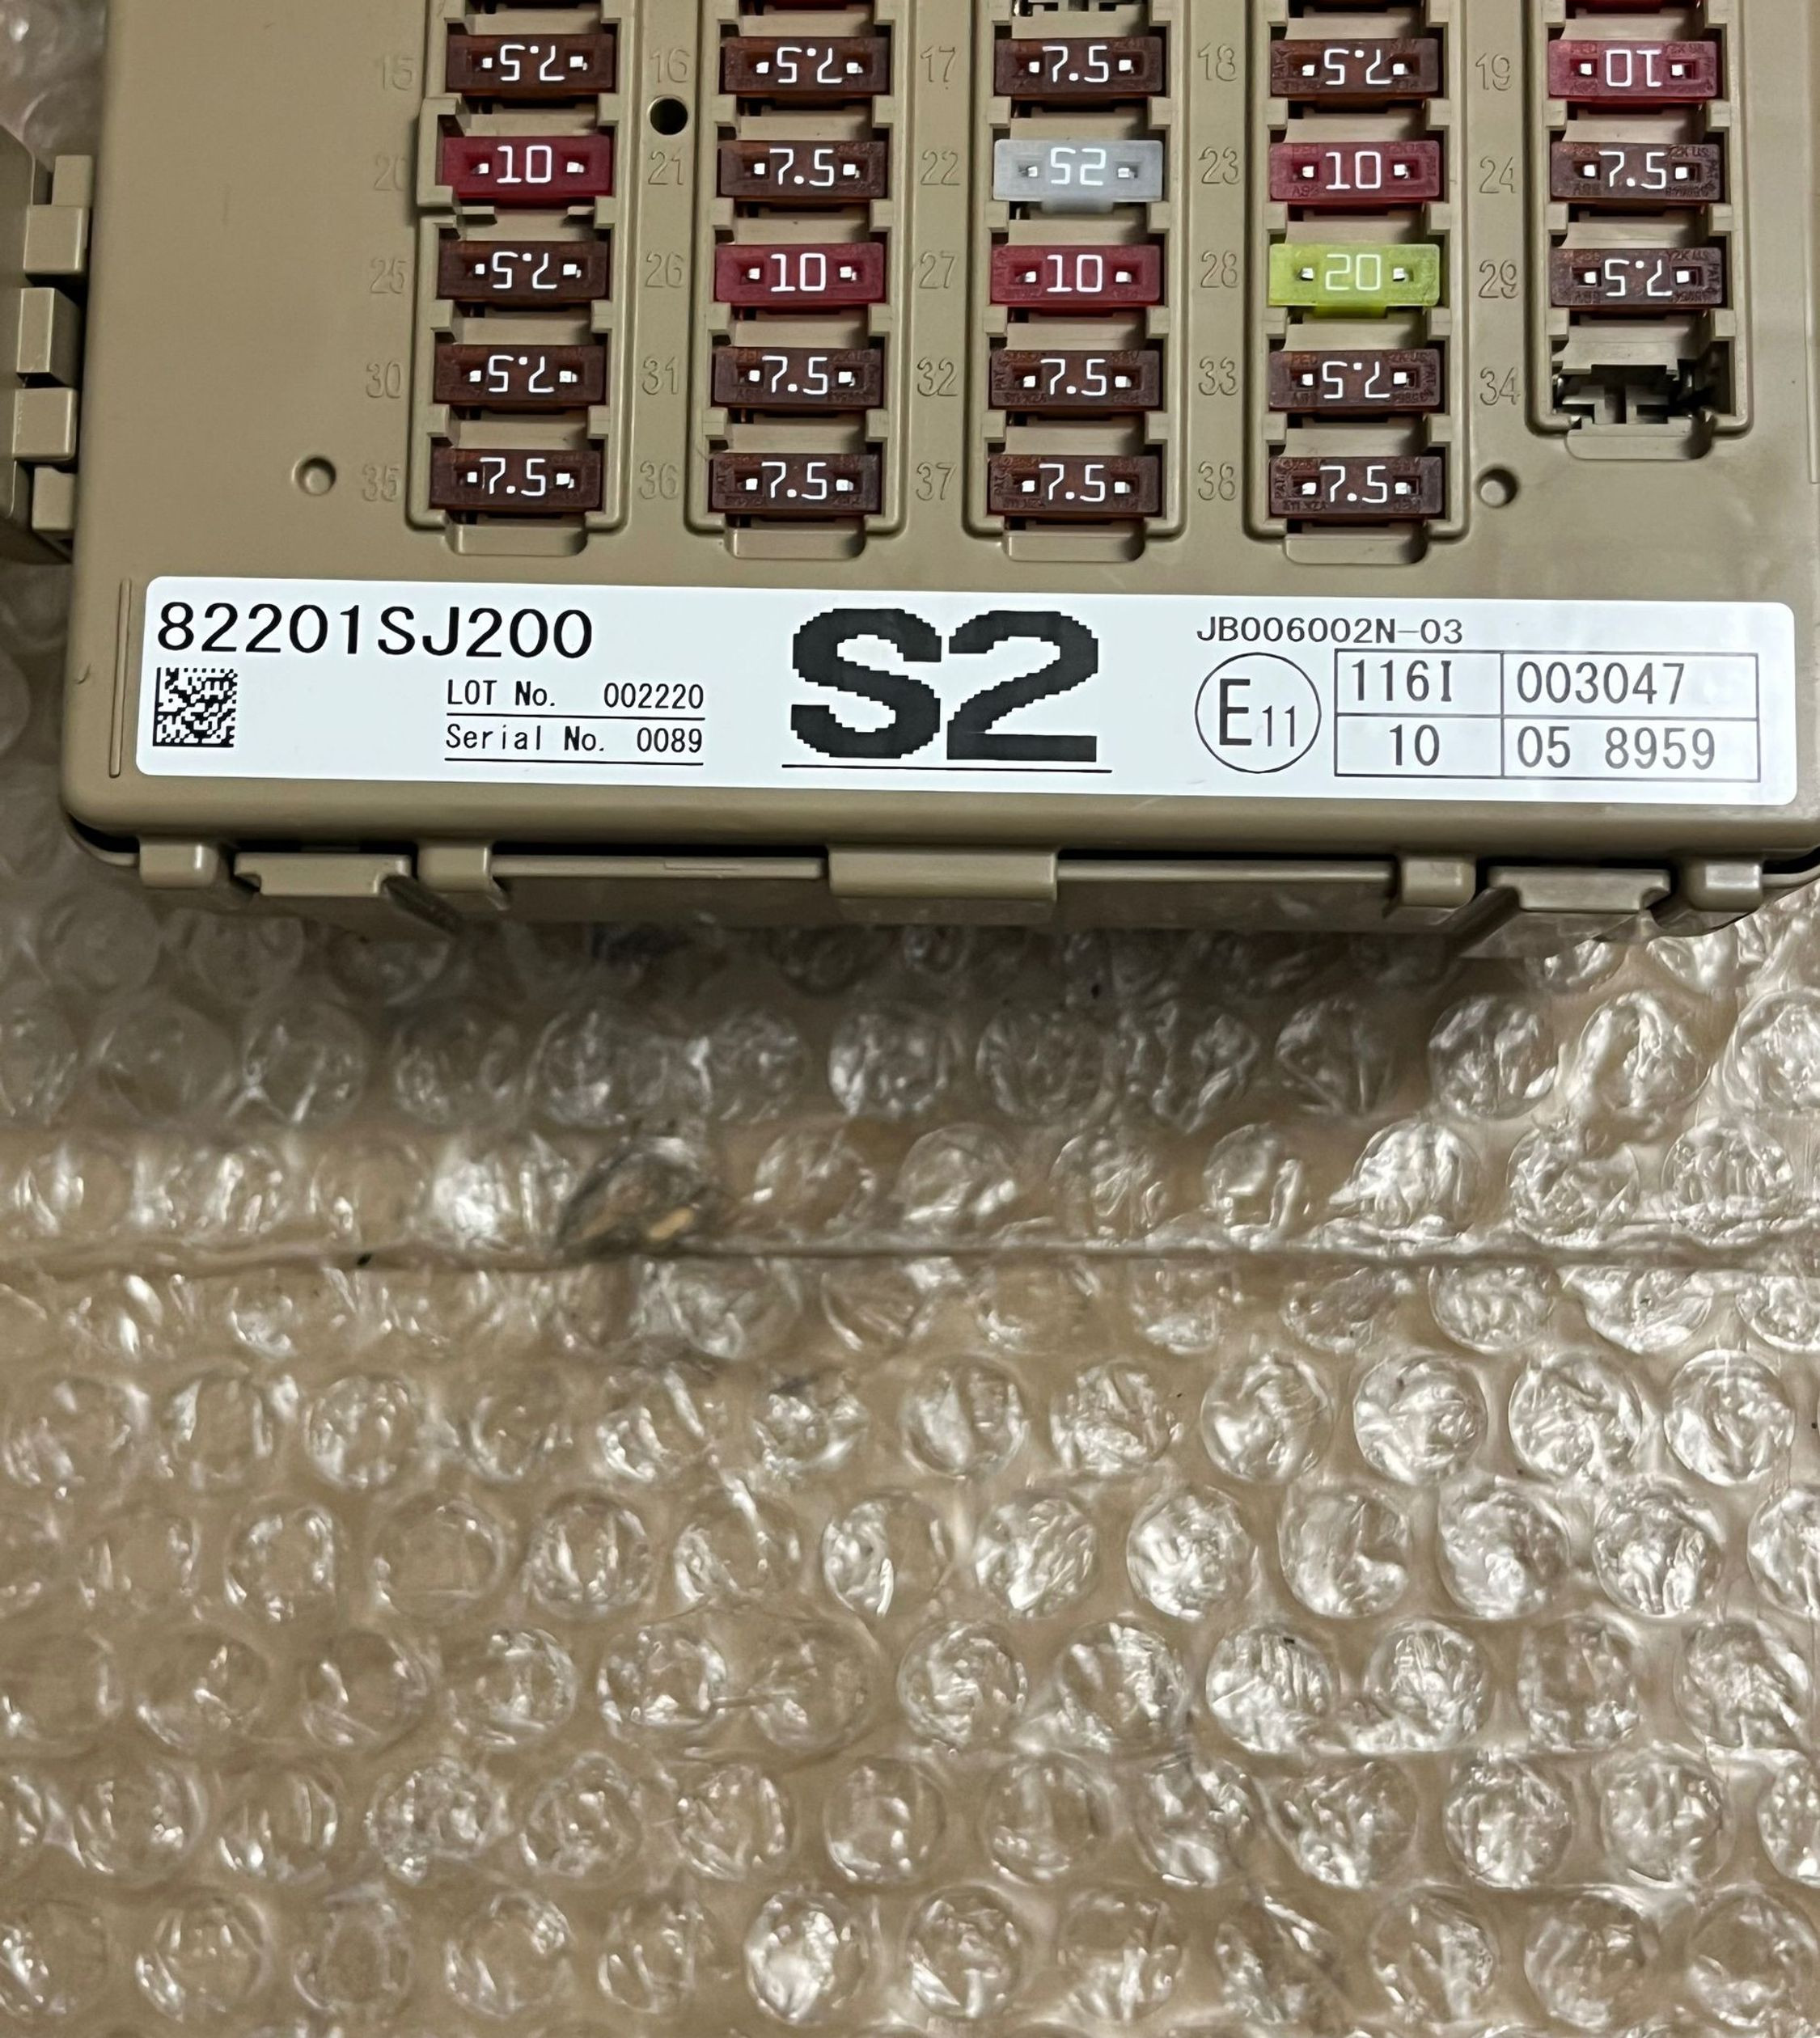 15 7.5 16 7.5 17 7.5 18 7.5 19 10
20 10 21 7.5 22 25 23 10 24 7.5
25 7.5 26 10 27 10 28 20 29 7.5
30 7.5 31 7.5 32 7.5 33 7.5 34
35 7.5 36 7.5 37 7.5 38 7.5
82201SJ200
LOT No. 002220
Serial No. 0089
S2
JB006002N-03
E11
116I 003047
10 05 8959